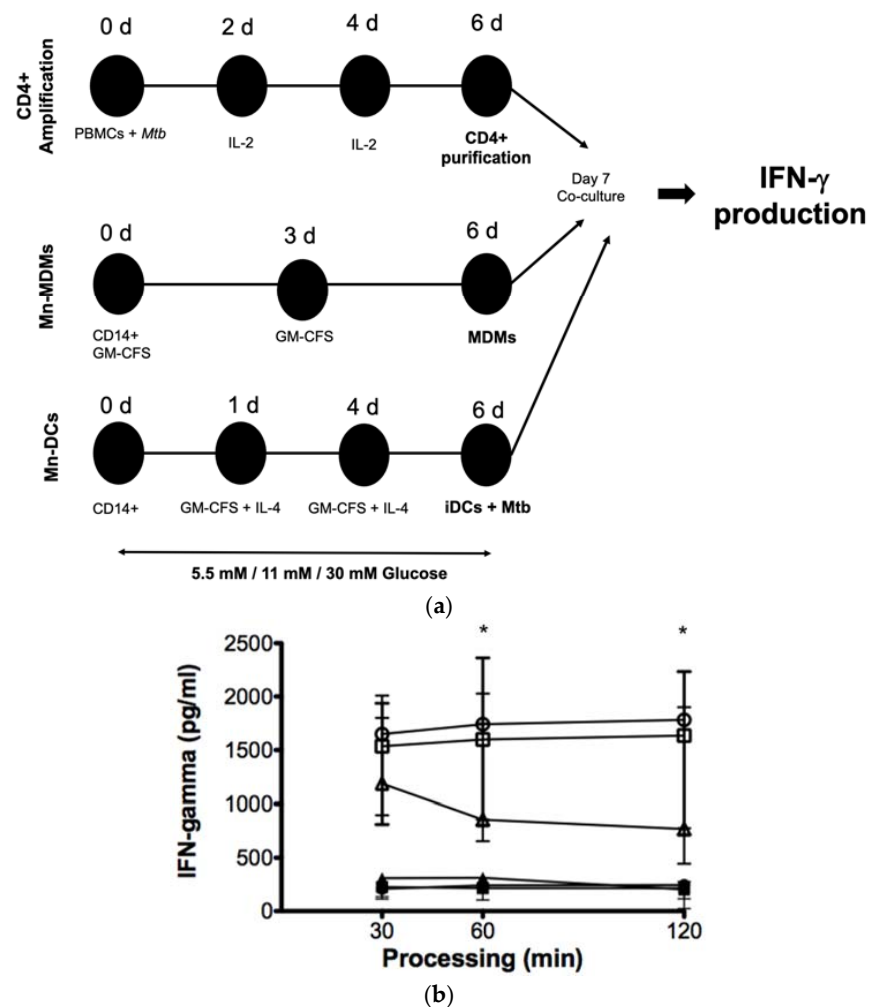 0 d 2 d 4 d 6 d
CD4+
Amplification
PBMCs + Mtb IL-2 IL-2 CD4+
purification
Day 7
Co-culture
IFN-γ
production
0 d 3 d 6 d
Mn-MDMs
CD14+
GM-CFS
GM-CFS
MDMs
0 d 1 d 4 d 6 d
Mn-DCs
CD14+ GM-CFS + IL-4 GM-CFS + IL-4 iDCs + Mtb
5.5 mM / 11 mM / 30 mM Glucose
(a)
* *
2500
2000
1500
1000
500
0
IFN-gamma (pg/ml)
30 60 120
Processing (min)
(b)